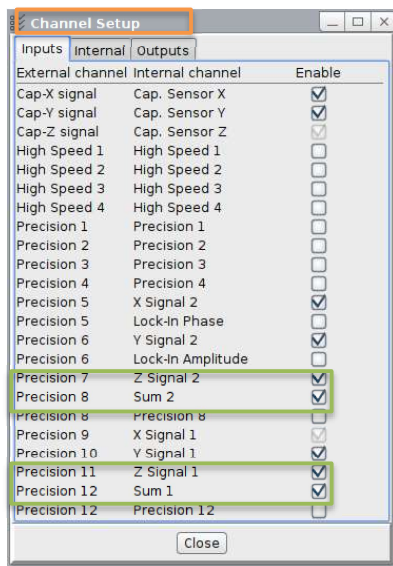 Channel Setup
Inputs Internal Outputs
External channel Internal channel Enable
Cap-X signal Cap. Sensor X
Cap-Y signal Cap. Sensor Y
Cap-Z signal Cap. Sensor Z
High Speed 1 High Speed 1
High Speed 2 High Speed 2
High Speed 3 High Speed 3
High Speed 4 High Speed 4
Precision 1 Precision 1
Precision 2 Precision 2
Precision 3 Precision 3
Precision 4 Precision 4
Precision 5 X Signal 2
Precision 5 Lock-In Phase
Precision 6 Y Signal 2
Precision 6 Lock-In Amplitude
Precision 7 Z Signal 2
Precision 8 Sum 2
Precision 8 Precision 8
Precision 9 X Signal 1
Precision 10 Y Signal 1
Precision 11 Z Signal 1
Precision 12 Sum 1
Precision 12 Precision 12
Close